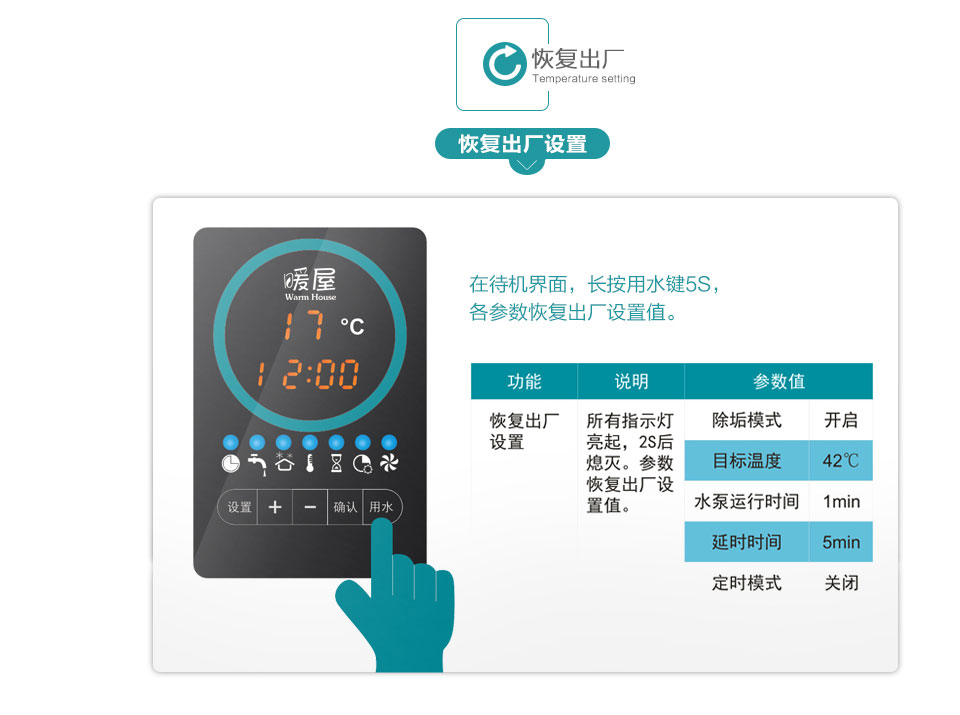 恢复出厂
Temperature setting
恢复出厂设置
暖屋
Warm House
17 °C
12:00
设置 + − 确认 用水
在待机界面，长按用水键5S，
各参数恢复出厂设置值。
功能 说明 参数值
恢复出厂
设置
所有指示灯
亮起，2S后
熄灭。参数
恢复出厂设
置值。
除垢模式 开启
目标温度 42℃
水泵运行时间 1min
延时时间 5min
定时模式 关闭